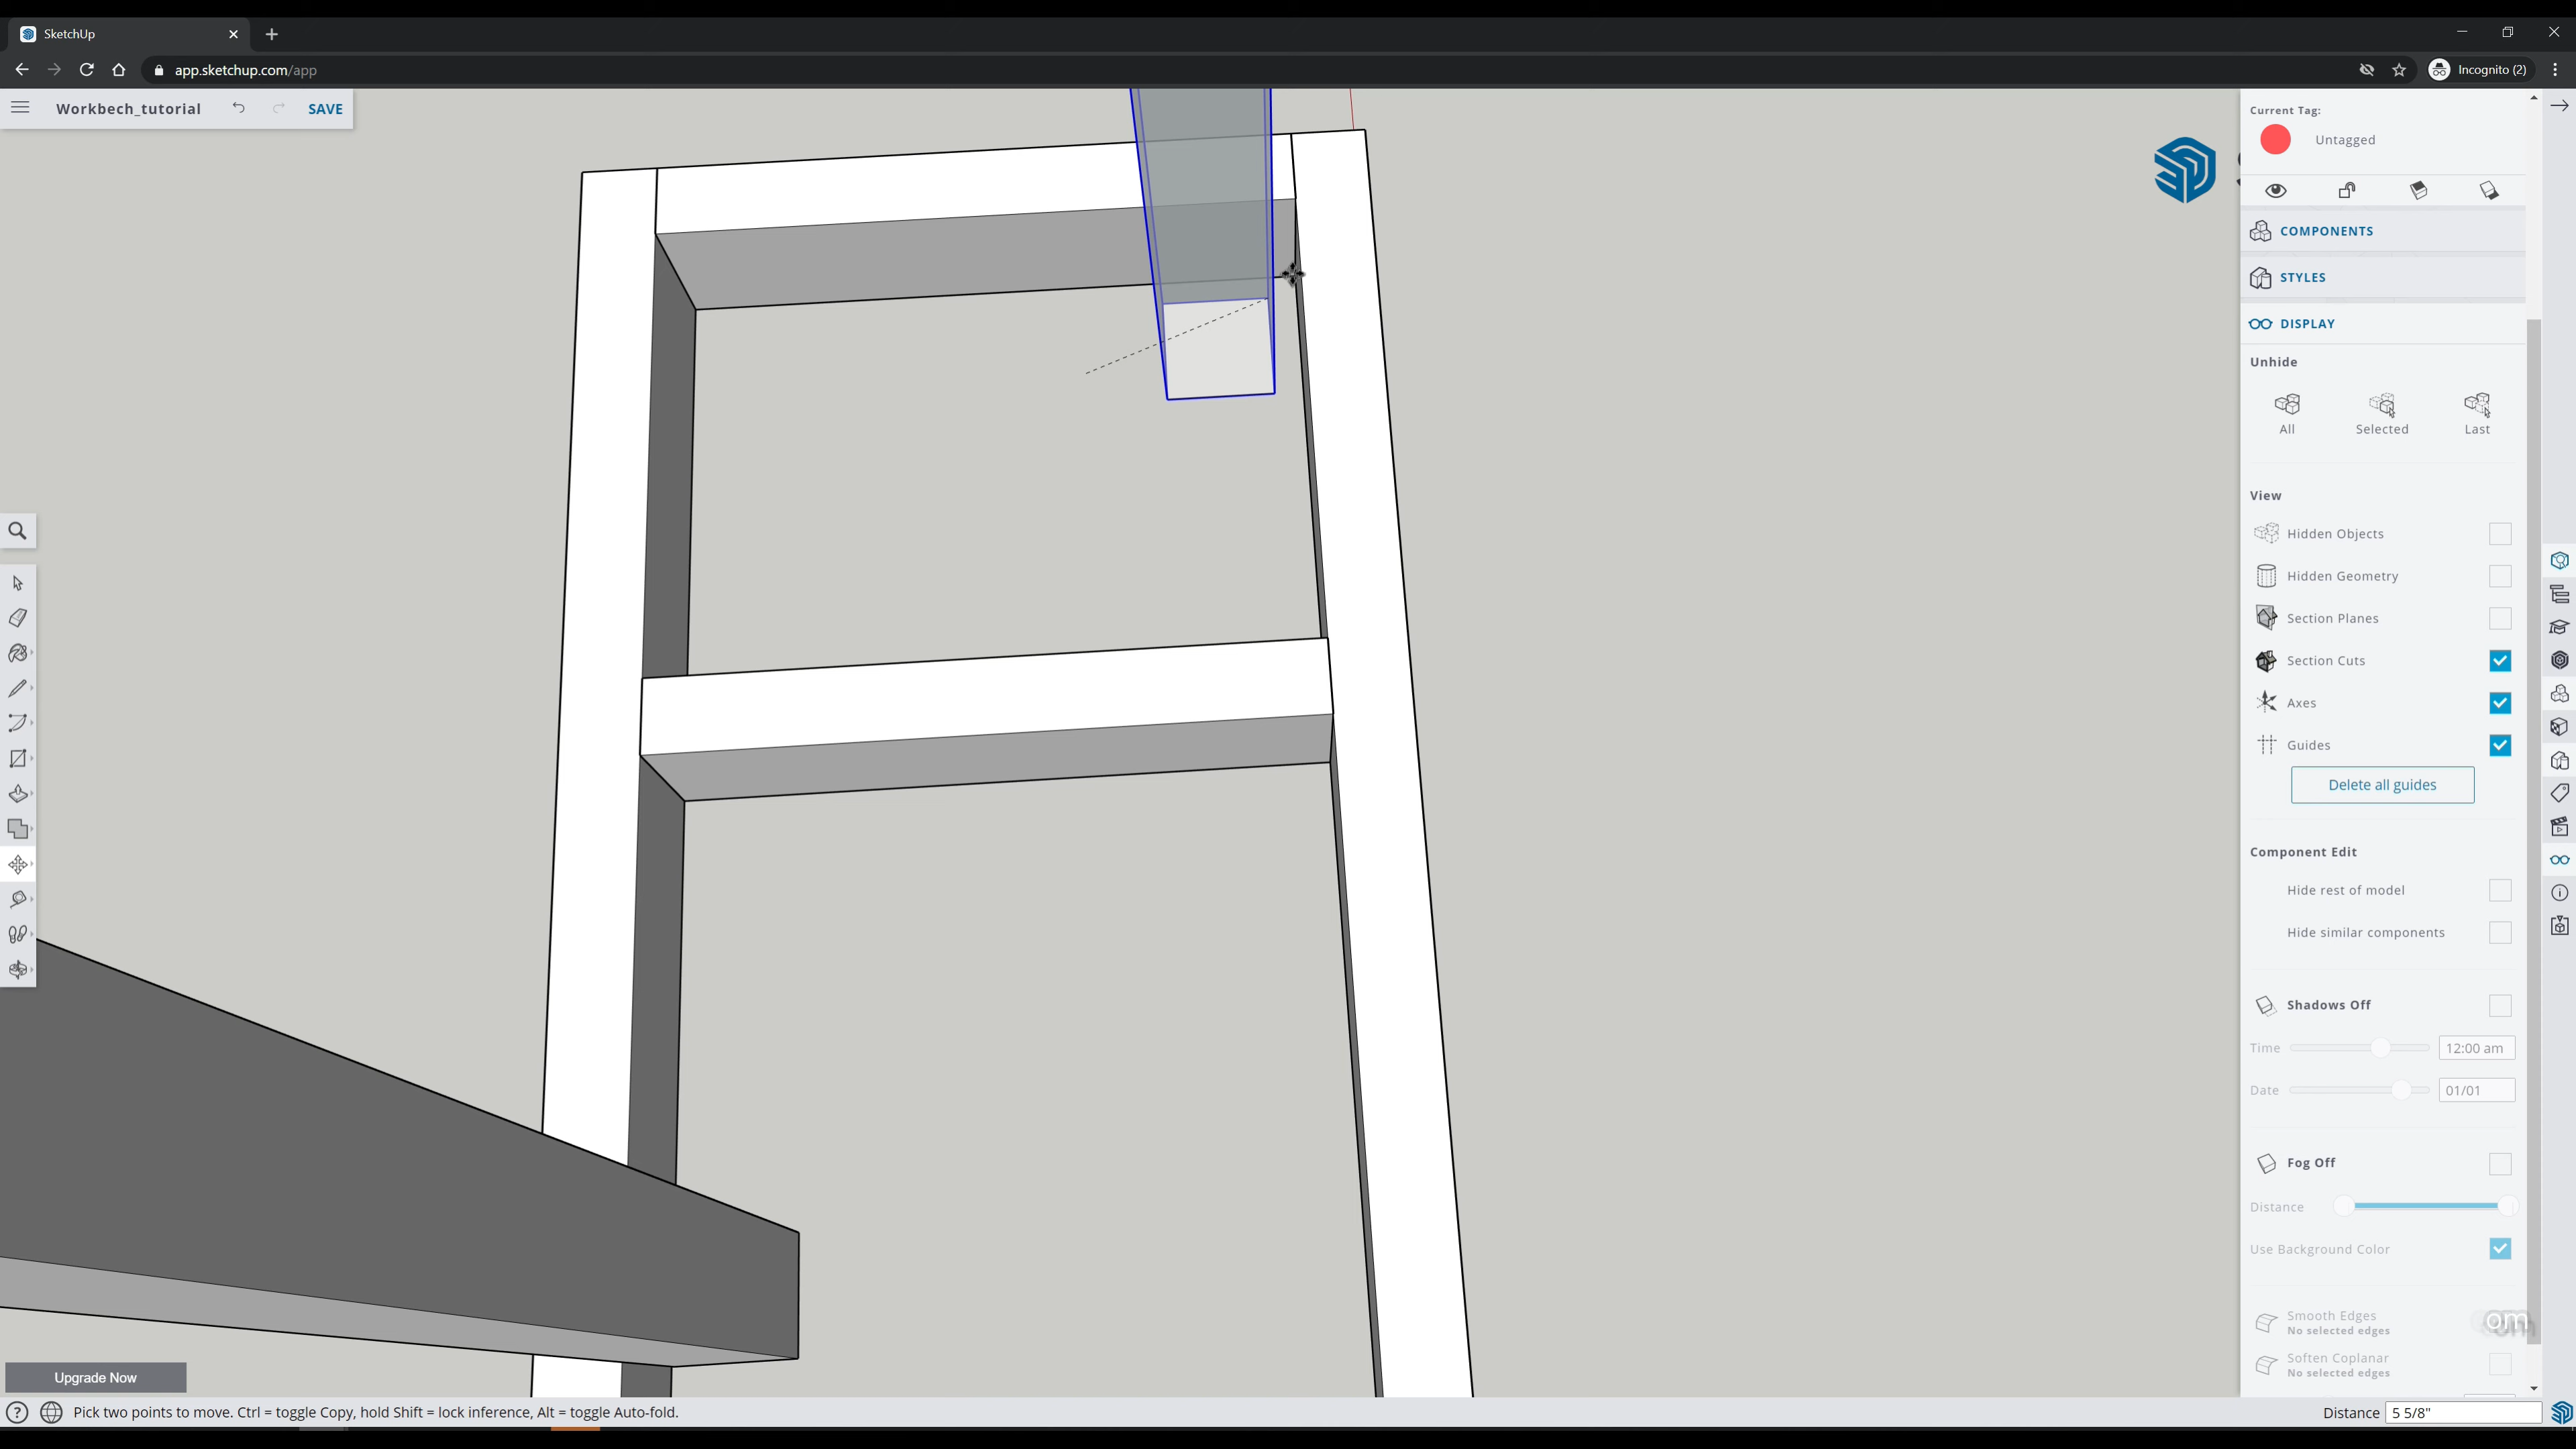 SketchUp
app.sketchup.com/app
Incognito (2)
Workbech_tutorial
SAVE
Current Tag:
Untagged
COMPONENTS
STYLES
DISPLAY
Unhide
All
Selected
Last
View
Hidden Objects
Hidden Geometry
Section Planes
Section Cuts
Axes
Guides
Delete all guides
Component Edit
Hide rest of model
Hide similar components
Shadows Off
Time
12:00 am
Date
01/01
Fog Off
Distance
Use Background Color
Smooth Edges
No selected edges
om
Soften Coplanar
No selected edges
Upgrade Now
Pick two points to move. Ctrl = toggle Copy, hold Shift = lock inference, Alt = toggle Auto-fold.
Distance 5 5/8"